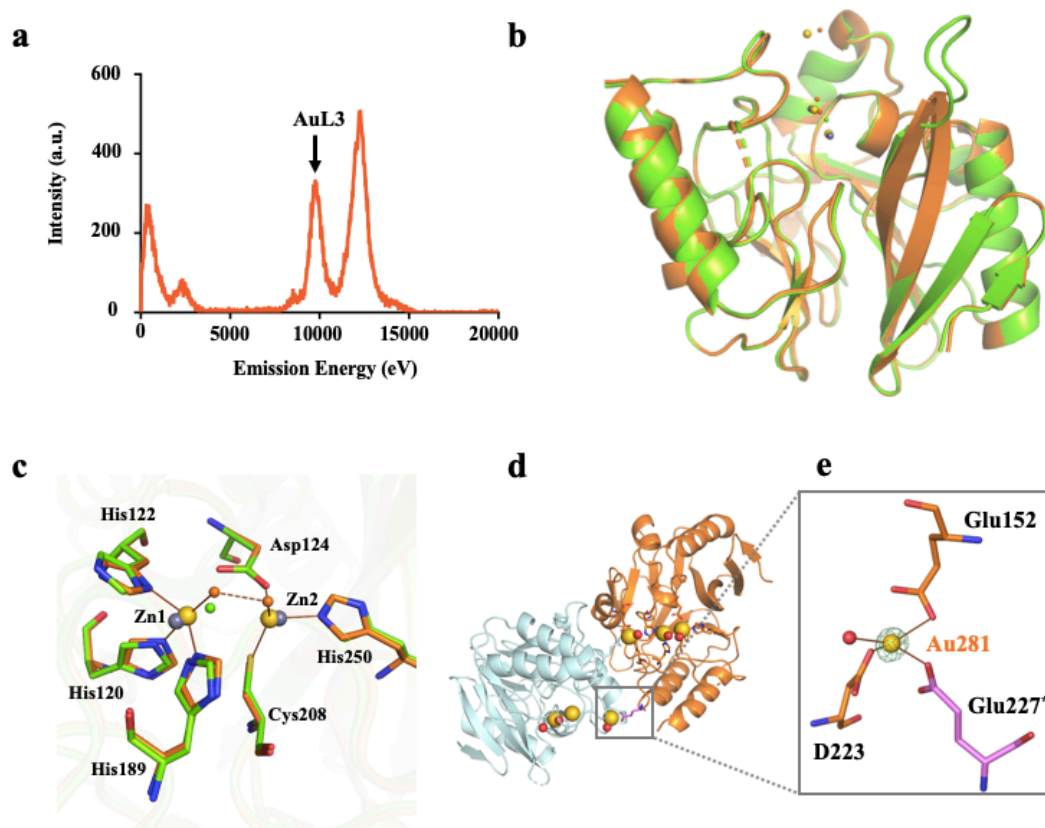 a
600
400
200
0
Intensity (a.u.)
AuL3
0 5000 10000 15000 20000
Emission Energy (eV)
b
c
His122
Asp124
Zn1
Zn2
His120
His250
Cys208
His189
d
e
Glu152
Au281
Glu227*
D223